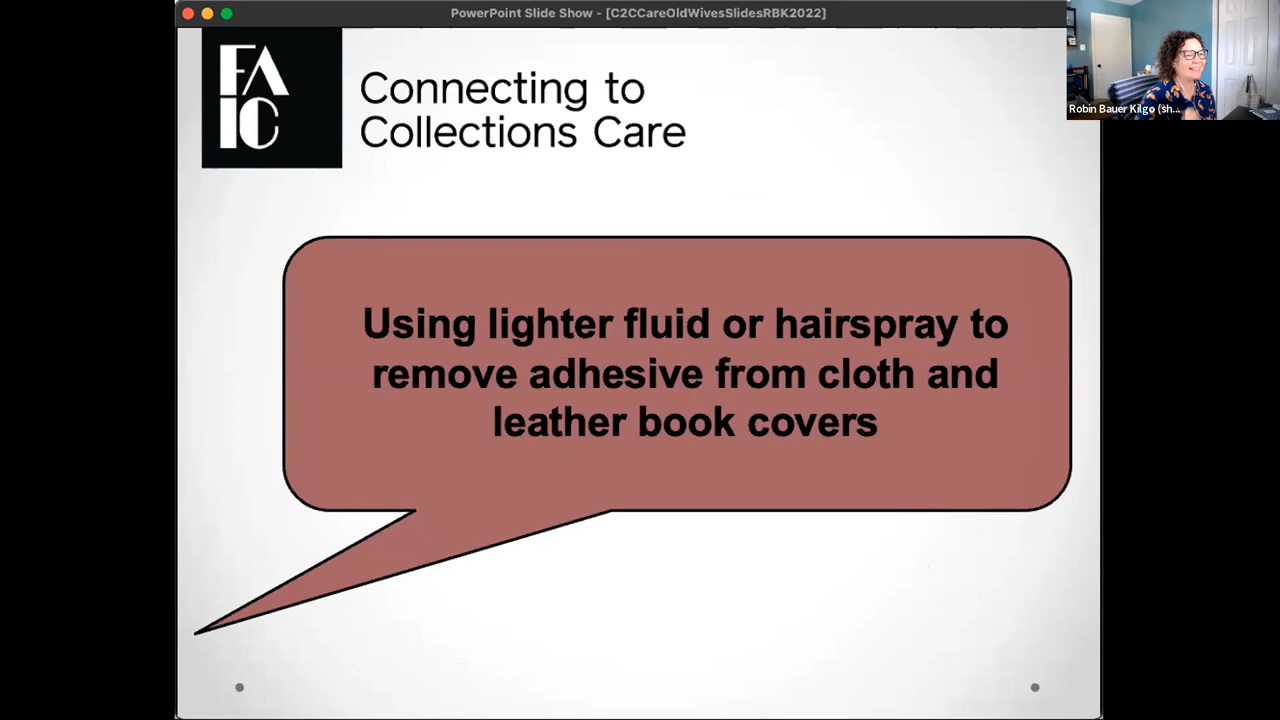 PowerPoint Slide Show - [C2CCareOldWivesSlidesRBK2022]
FA
IC
Connecting to
Collections Care
Robin Bauer Kilgo (sh...
Using lighter fluid or hairspray to
remove adhesive from cloth and
leather book covers